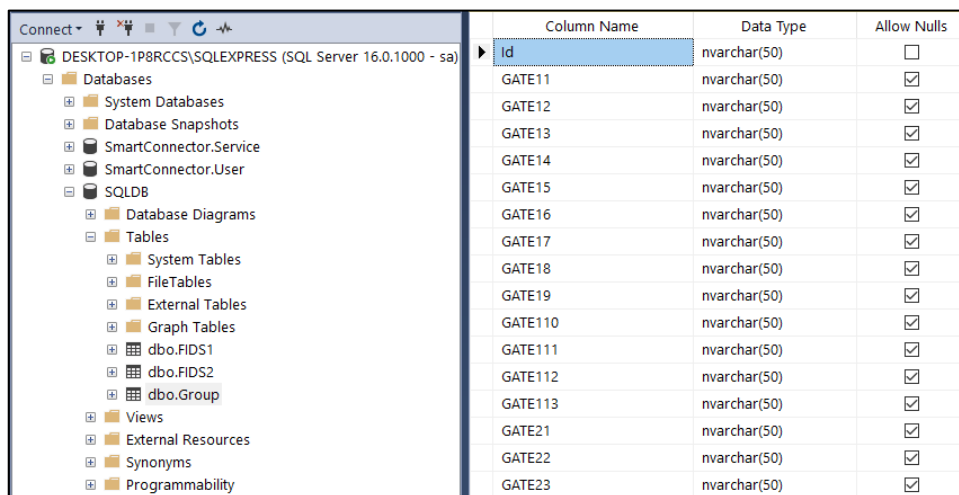 Connect
DESKTOP-1P8RCCS\SQLEXPRESS (SQL Server 16.0.1000 - sa)
Databases
System Databases
Database Snapshots
SmartConnector.Service
SmartConnector.User
SQLDB
Database Diagrams
Tables
System Tables
FileTables
External Tables
Graph Tables
dbo.FIDS1
dbo.FIDS2
dbo.Group
Views
External Resources
Synonyms
Programmability
Column Name Data Type Allow Nulls
Id nvarchar(50)
GATE11 nvarchar(50)
GATE12 nvarchar(50)
GATE13 nvarchar(50)
GATE14 nvarchar(50)
GATE15 nvarchar(50)
GATE16 nvarchar(50)
GATE17 nvarchar(50)
GATE18 nvarchar(50)
GATE19 nvarchar(50)
GATE110 nvarchar(50)
GATE111 nvarchar(50)
GATE112 nvarchar(50)
GATE113 nvarchar(50)
GATE21 nvarchar(50)
GATE22 nvarchar(50)
GATE23 nvarchar(50)